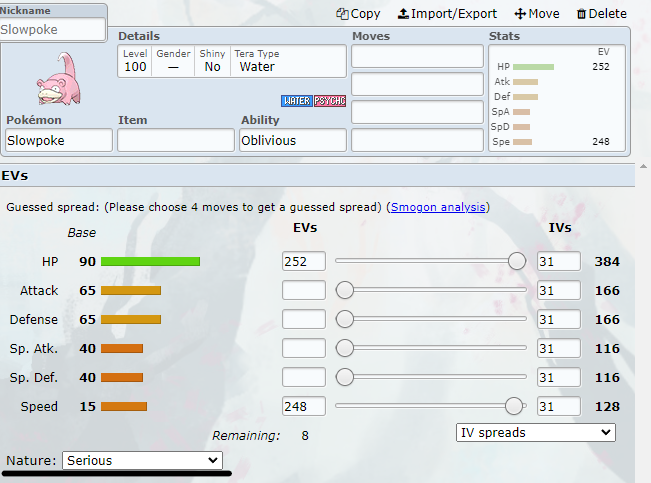 Nickname
Slowpoke
Copy Import/Export Move Delete
Details
Level Gender Shiny Tera Type
100 — No Water
WATER PSYCHC
Pokémon Item Ability
Slowpoke Oblivious
Moves
Stats
EV
HP 252
Atk
Def
SpA
SpD
Spe 248
EVs
Guessed spread: (Please choose 4 moves to get a guessed spread) (Smogon analysis)
Base EVs IVs
HP 90 252 31 384
Attack 65 31 166
Defense 65 31 166
Sp. Atk. 40 31 116
Sp. Def. 40 31 116
Speed 15 248 31 128
Remaining: 8 IV spreads
Nature: Serious